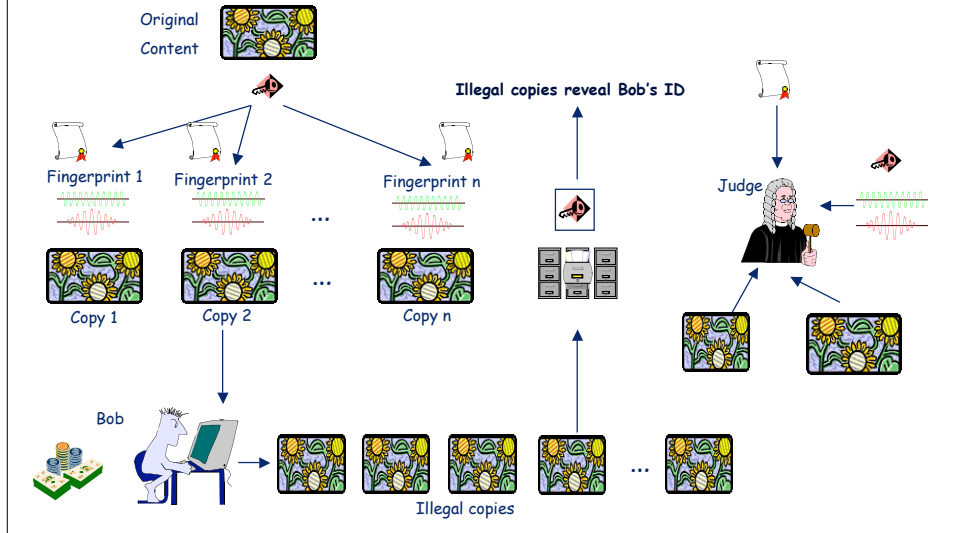 Original
Content
Illegal copies reveal Bob's ID
Fingerprint 1
Fingerprint 2
Fingerprint n
Judge
...
...
Copy 1
Copy 2
Copy n
Bob
...
Illegal copies